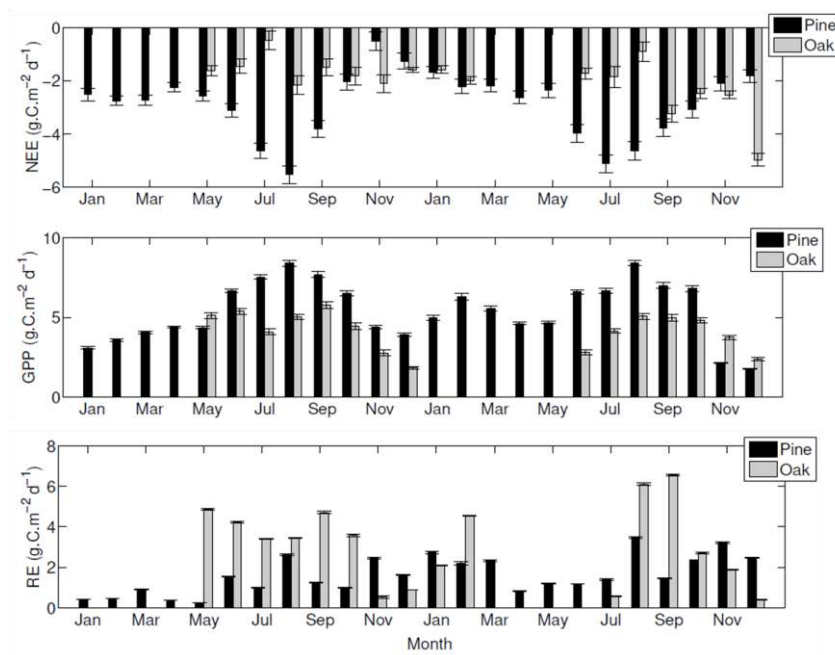 0
−2
−4
−6
NEE (g.C.m−2 d−1)
Pine
Oak
Jan Mar May Jul Sep Nov Jan Mar May Jul Sep Nov
10
5
0
GPP (g.C.m−2 d−1)
Pine
Oak
Jan Mar May Jul Sep Nov Jan Mar May Jul Sep Nov
8
6
4
2
0
RE (g.C.m−2 d−1)
Pine
Oak
Jan Mar May Jul Sep Nov Jan Mar May Jul Sep Nov
Month